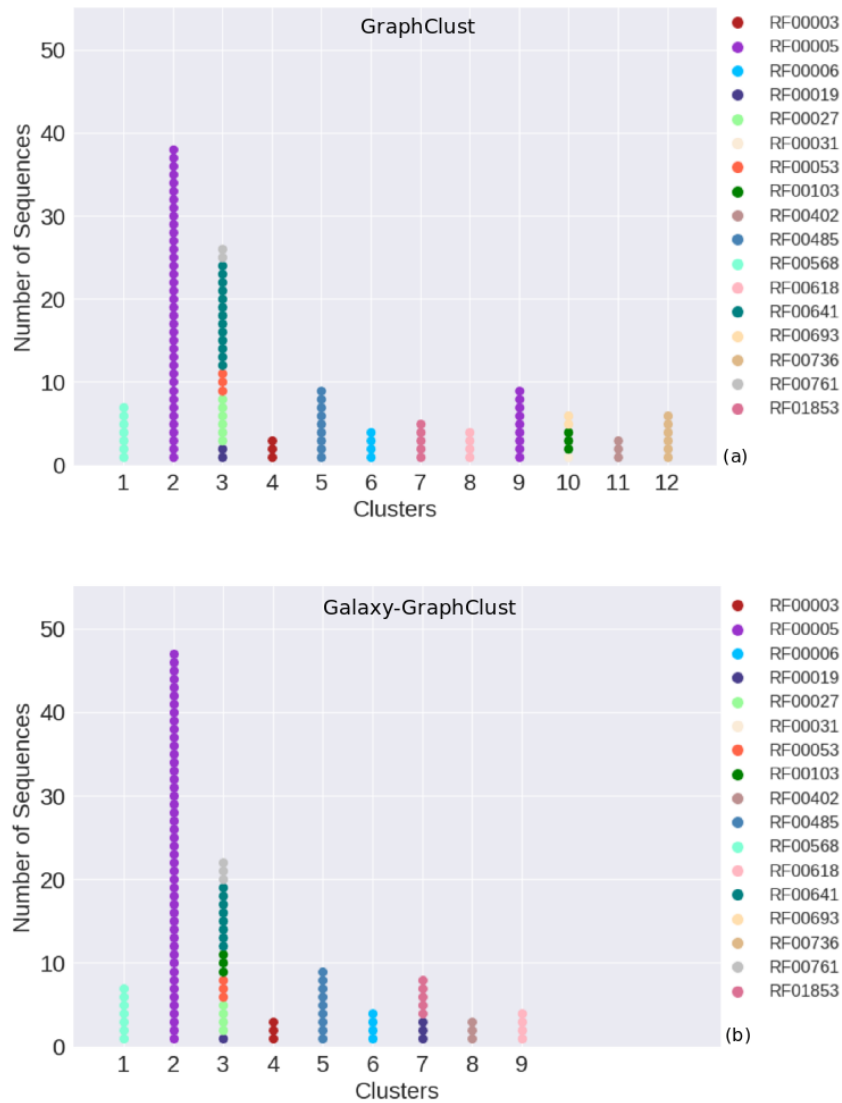 GraphClust
50
40
30
20
10
0
Number of Sequences
1 2 3 4 5 6 7 8 9 10 11 12
Clusters
RF00003
RF00005
RF00006
RF00019
RF00027
RF00031
RF00053
RF00103
RF00402
RF00485
RF00568
RF00618
RF00641
RF00693
RF00736
RF00761
RF01853
(a)
Galaxy-GraphClust
50
40
30
20
10
0
Number of Sequences
1 2 3 4 5 6 7 8 9
Clusters
RF00003
RF00005
RF00006
RF00019
RF00027
RF00031
RF00053
RF00103
RF00402
RF00485
RF00568
RF00618
RF00641
RF00693
RF00736
RF00761
RF01853
(b)